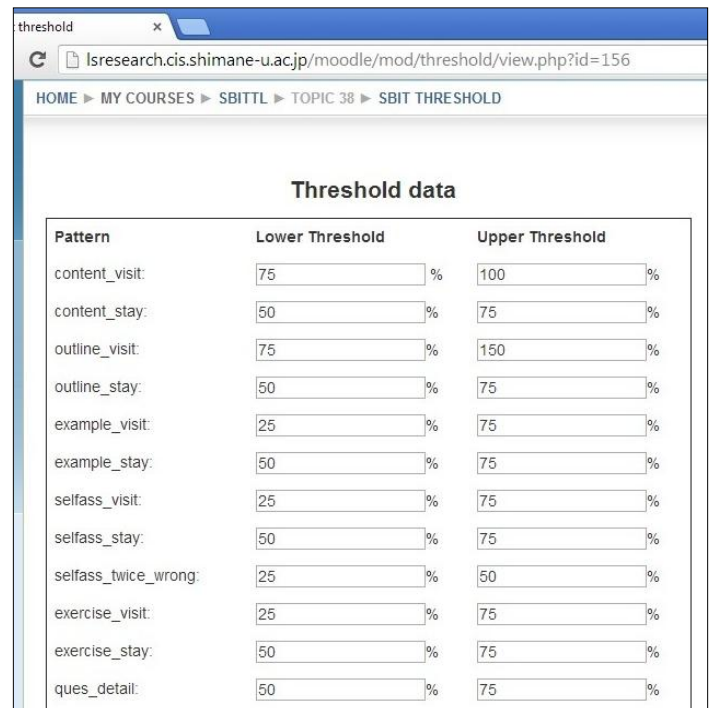 threshold ×
lsresearch.cis.shimane-u.ac.jp/moodle/mod/threshold/view.php?id=156
HOME ► MY COURSES ► SBITTL ► TOPIC 38 ► SBIT THRESHOLD
Threshold data
Pattern Lower Threshold Upper Threshold
content_visit: 75 % 100 %
content_stay: 50 % 75 %
outline_visit: 75 % 150 %
outline_stay: 50 % 75 %
example_visit: 25 % 75 %
example_stay: 50 % 75 %
selfass_visit: 25 % 75 %
selfass_stay: 50 % 75 %
selfass_twice_wrong: 25 % 50 %
exercise_visit: 25 % 75 %
exercise_stay: 50 % 75 %
ques_detail: 50 % 75 %